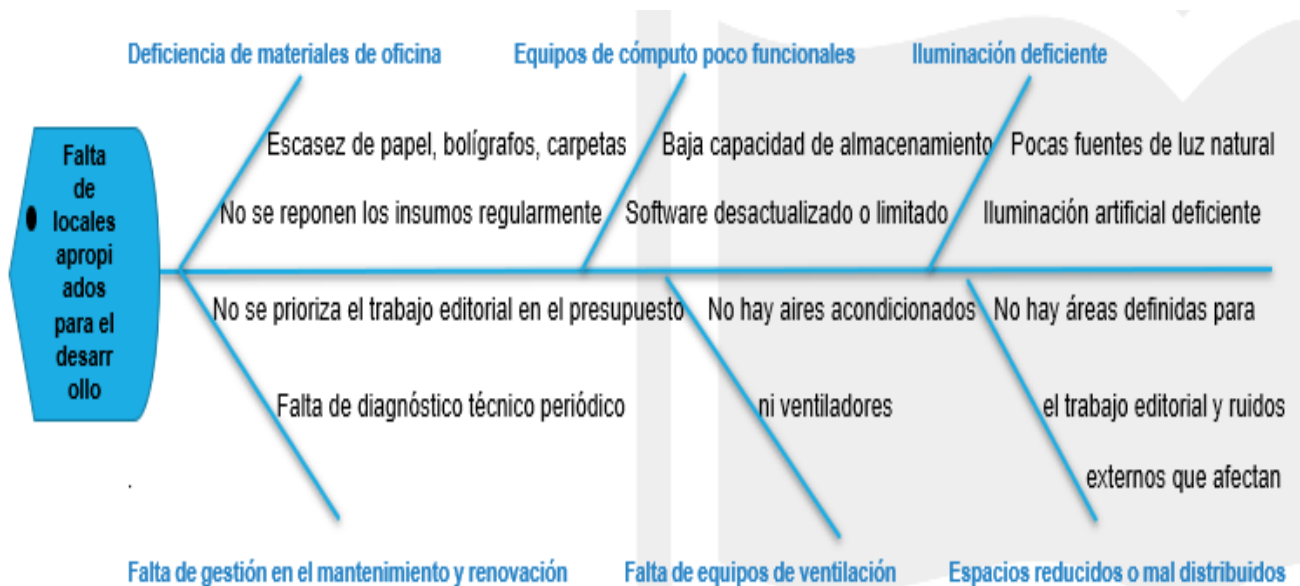 Deficiencia de materiales de oficina
Equipos de cómputo poco funcionales
Iluminación deficiente
Escasez de papel, bolígrafos, carpetas
Baja capacidad de almacenamiento
Pocas fuentes de luz natural
No se reponen los insumos regularmente
Software desactualizado o limitado
Iluminación artificial deficiente
Falta
de
locales
apropi
ados
para el
desarr
ollo
No se prioriza el trabajo editorial en el presupuesto
No hay aires acondicionados
No hay áreas definidas para
Falta de diagnóstico técnico periódico
ni ventiladores
el trabajo editorial y ruidos
externos que afectan
.
Falta de gestión en el mantenimiento y renovación
Falta de equipos de ventilación
Espacios reducidos o mal distribuidos